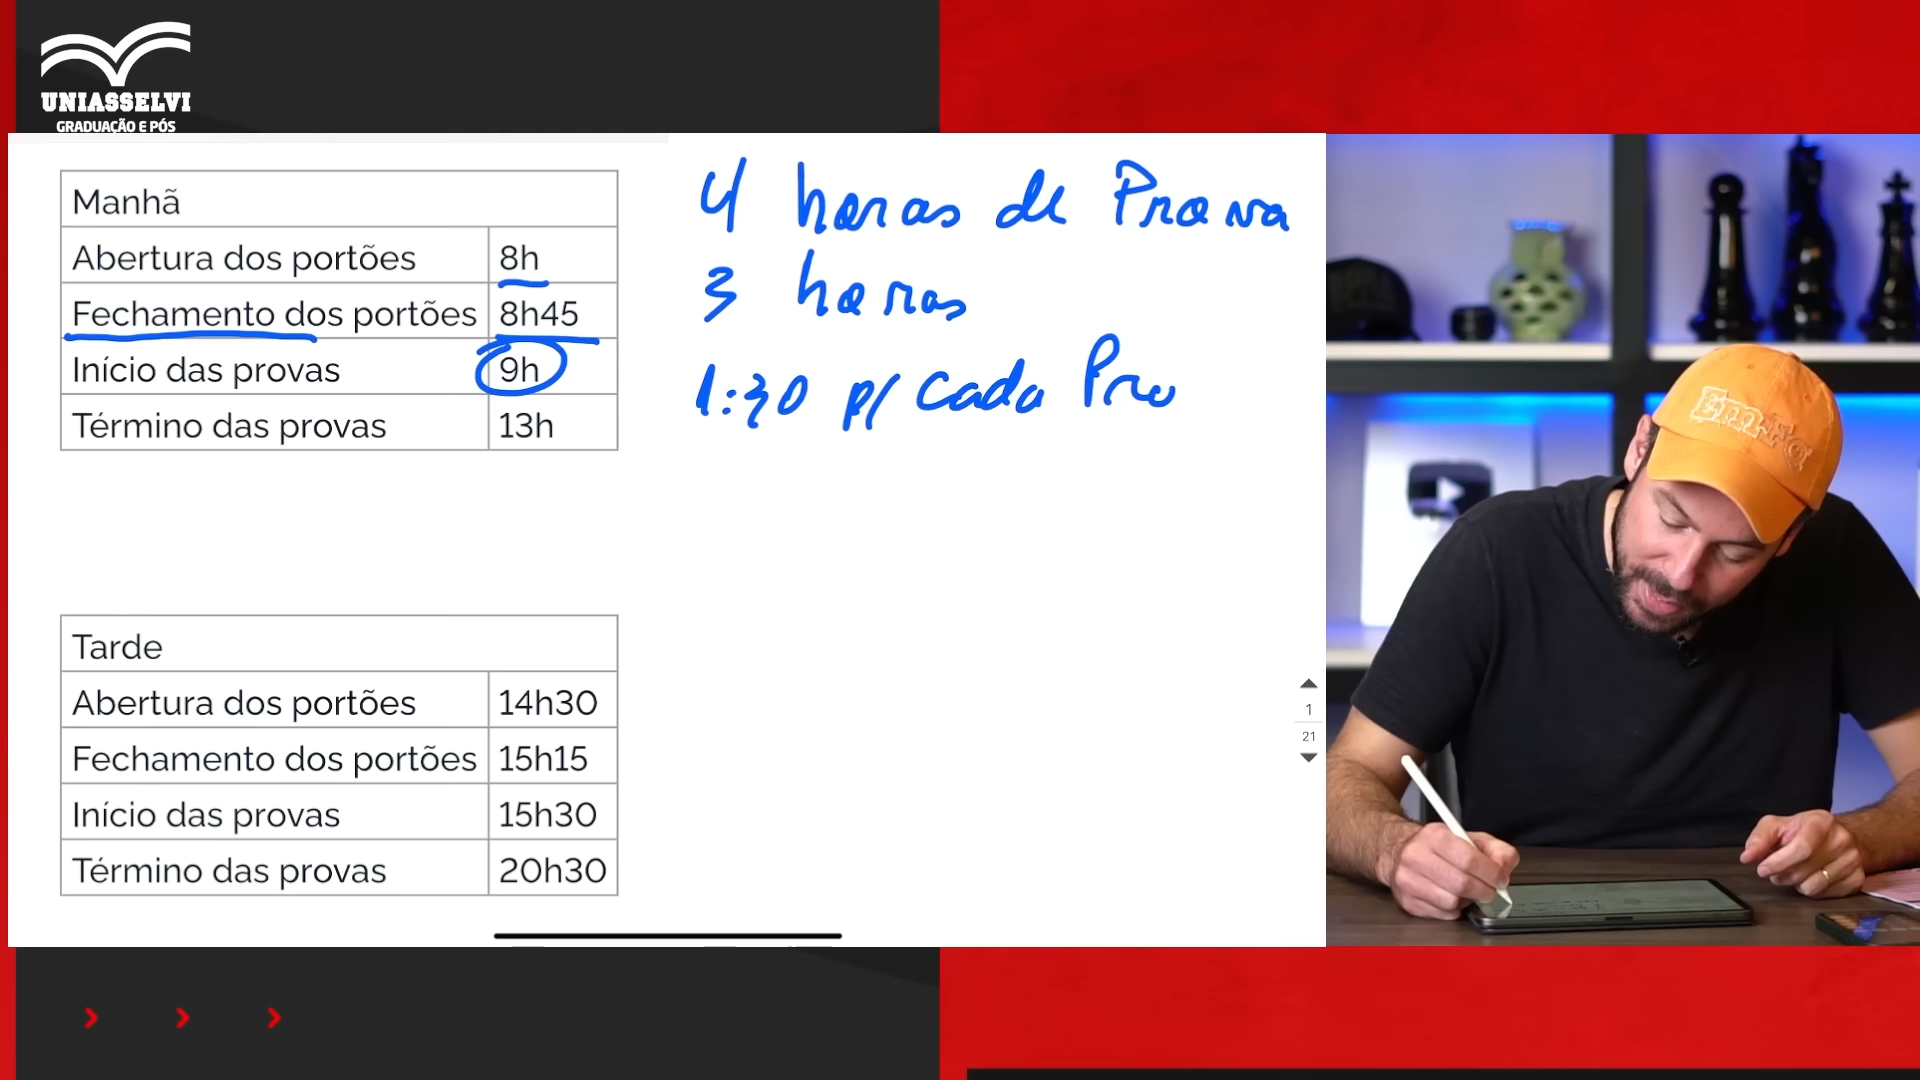 UNIASSELVI
GRADUAÇÃO E PÓS
Manhã
Abertura dos portões 8h
Fechamento dos portões 8h45
Início das provas 9h
Término das provas 13h
4 horas de Prova
3 horas
1:30 p/ cada Pro
Tarde
Abertura dos portões 14h30
Fechamento dos portões 15h15
Início das provas 15h30
Término das provas 20h30
1
21